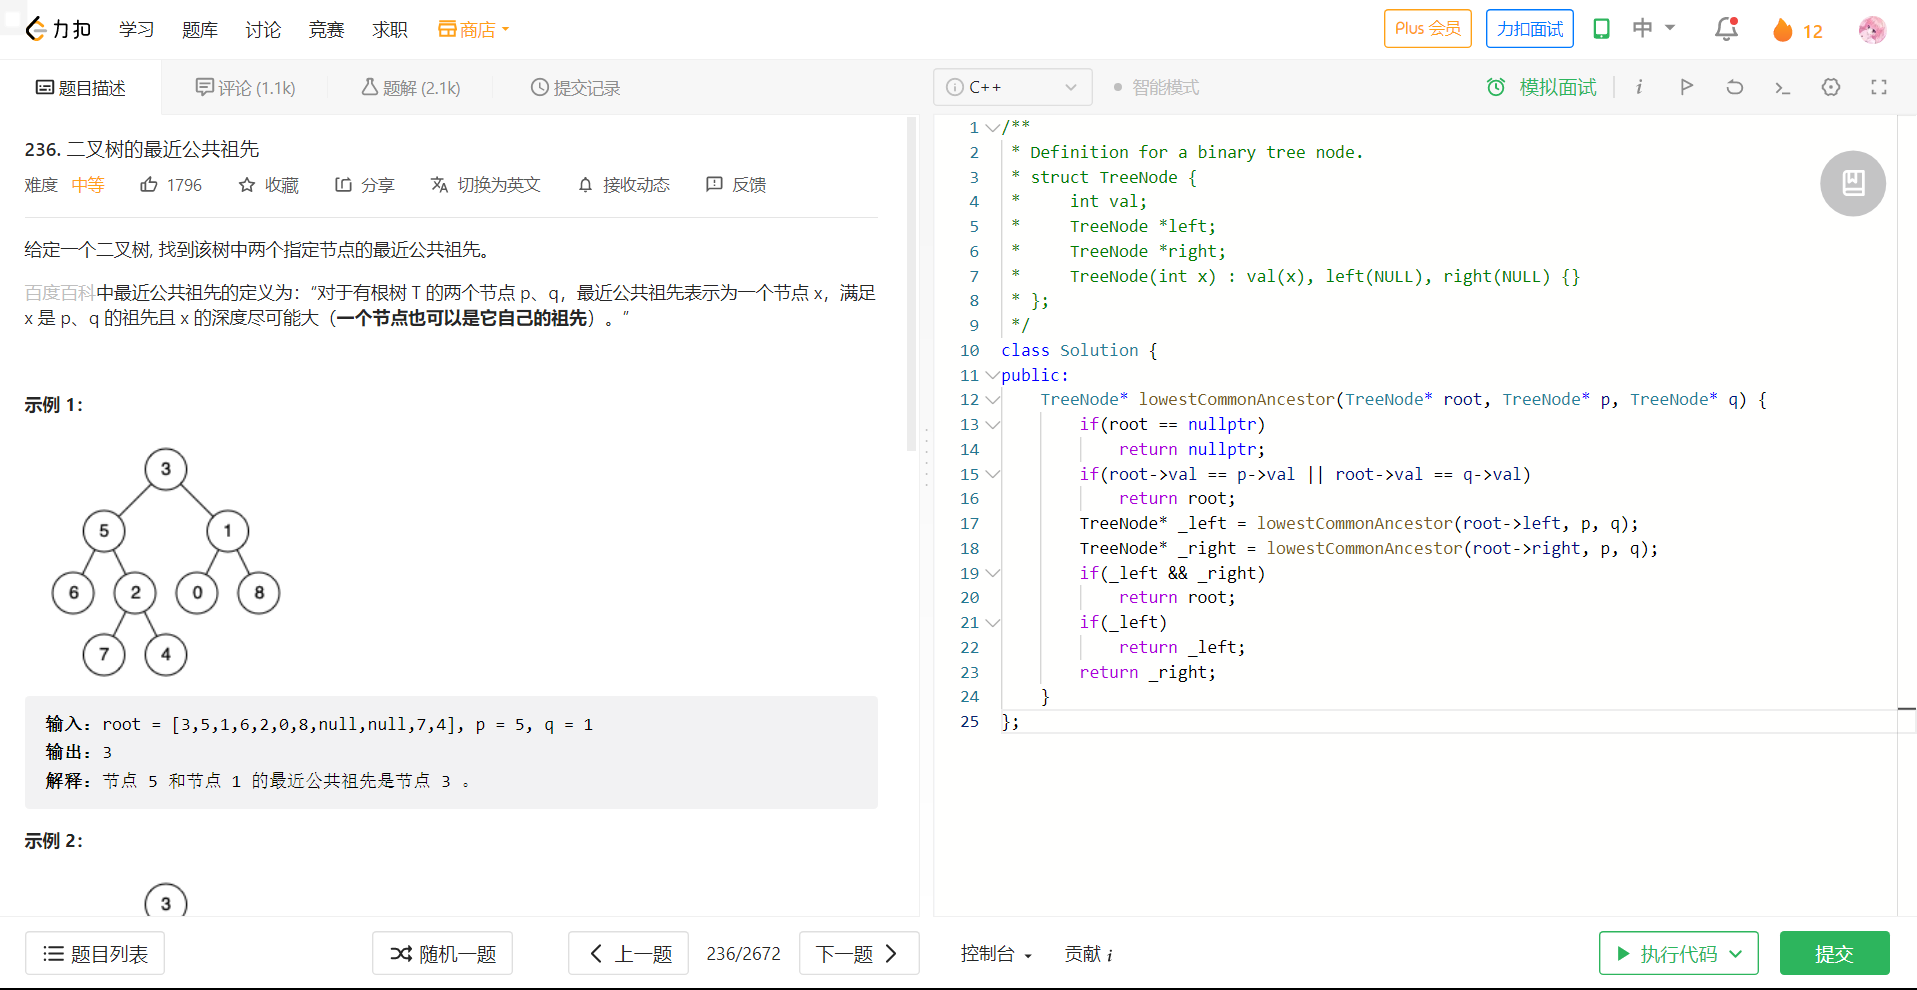 力扣 学习 题库 讨论 竞赛 求职 商店 Plus 会员 力扣面试 中 12
题目描述 评论 (1.1k) 题解 (2.1k) 提交记录
236. 二叉树的最近公共祖先
难度 中等 1796 收藏 分享 切换为英文 接收动态 反馈
给定一个二叉树, 找到该树中两个指定节点的最近公共祖先。
百度百科中最近公共祖先的定义为：“对于有根树 T 的两个节点 p、q，最近公共祖先表示为一个节点 x，满足
x 是 p、q 的祖先且 x 的深度尽可能大（一个节点也可以是它自己的祖先）。”
示例 1：
3
5 1
6 2 0 8
7 4
输入：root = [3,5,1,6,2,0,8,null,null,7,4], p = 5, q = 1
输出：3
解释：节点 5 和节点 1 的最近公共祖先是节点 3 。
示例 2：
3
题目列表 随机一题 上一题 236/2672 下一题
C++ 智能模式 模拟面试
1 /**
2  * Definition for a binary tree node.
3  * struct TreeNode {
4  *     int val;
5  *     TreeNode *left;
6  *     TreeNode *right;
7  *     TreeNode(int x) : val(x), left(NULL), right(NULL) {}
8  * };
9  */
10 class Solution {
11 public:
12     TreeNode* lowestCommonAncestor(TreeNode* root, TreeNode* p, TreeNode* q) {
13         if(root == nullptr)
14             return nullptr;
15         if(root->val == p->val || root->val == q->val)
16             return root;
17         TreeNode* _left = lowestCommonAncestor(root->left, p, q);
18         TreeNode* _right = lowestCommonAncestor(root->right, p, q);
19         if(_left && _right)
20             return root;
21         if(_left)
22             return _left;
23         return _right;
24     }
25 };
控制台 贡献 i 执行代码 提交